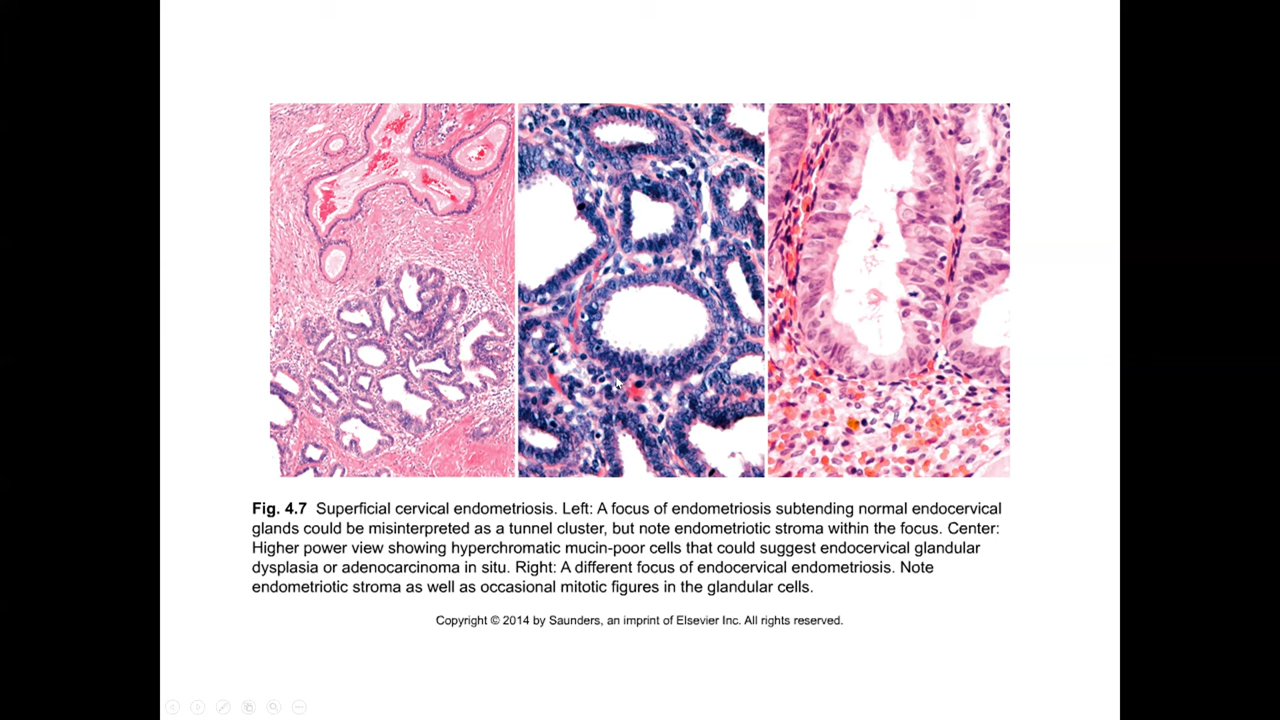 Fig. 4.7 Superficial cervical endometriosis. Left: A focus of endometriosis subtending normal endocervical
glands could be misinterpreted as a tunnel cluster, but note endometriotic stroma within the focus. Center:
Higher power view showing hyperchromatic mucin-poor cells that could suggest endocervical glandular
dysplasia or adenocarcinoma in situ. Right: A different focus of endocervical endometriosis. Note
endometriotic stroma as well as occasional mitotic figures in the glandular cells.
Copyright © 2014 by Saunders, an imprint of Elsevier Inc. All rights reserved.